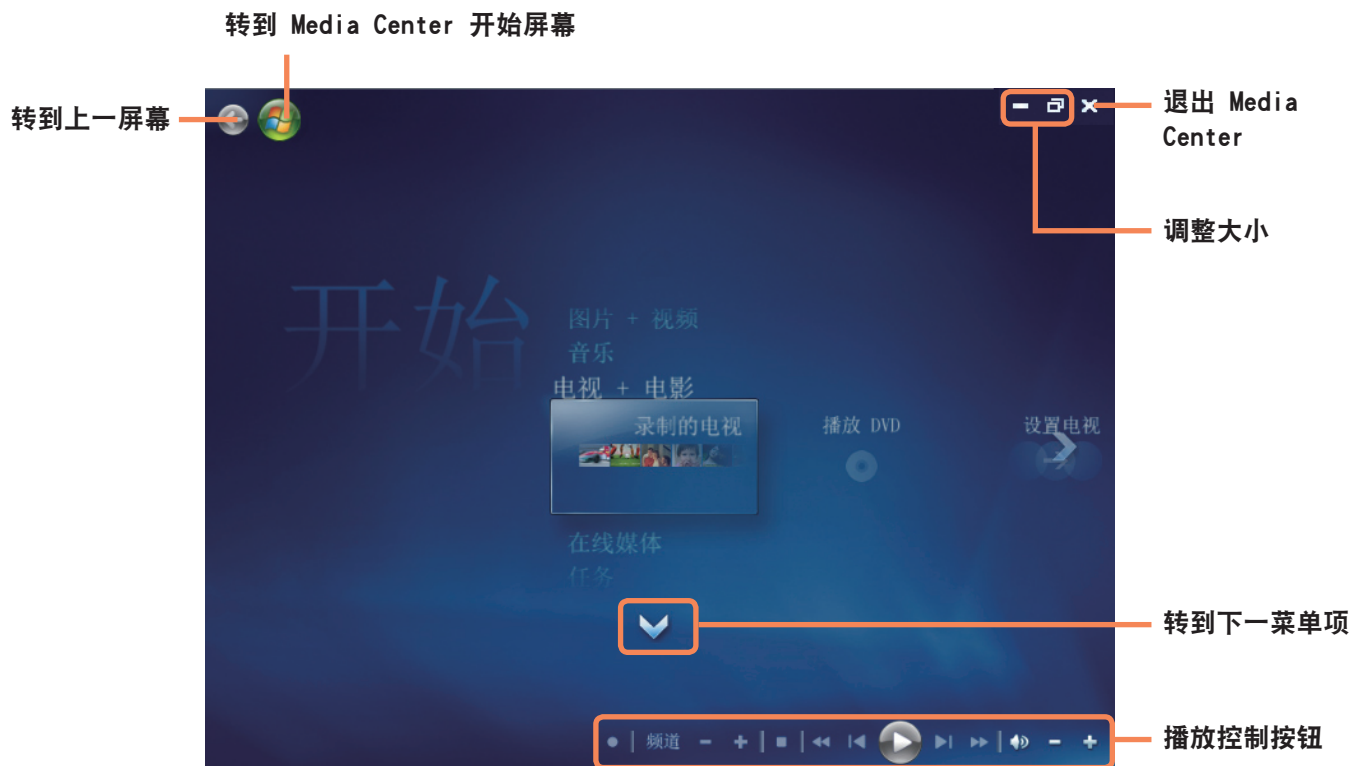 转到 Media Center 开始屏幕
转到上一屏幕
退出 Media
Center
调整大小
开始
图片 + 视频
音乐
电视 + 电影
录制的电视
播放 DVD
设置电视
在线媒体
任务
转到下一菜单项
频道
播放控制按钮